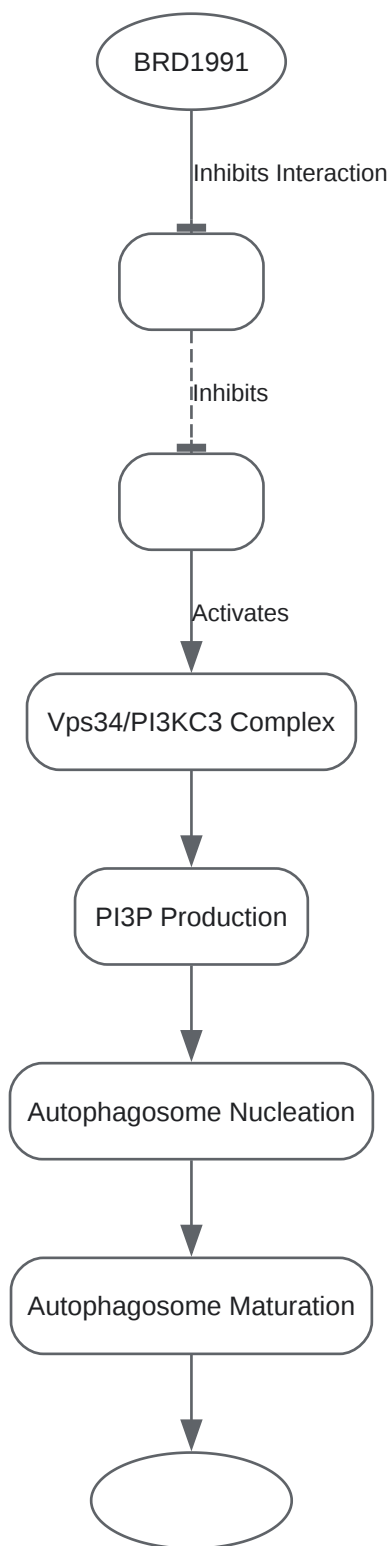 BRD1991
Inhibits Interaction
Inhibits
Activates
Vps34/PI3KC3 Complex
PI3P Production
Autophagosome Nucleation
Autophagosome Maturation